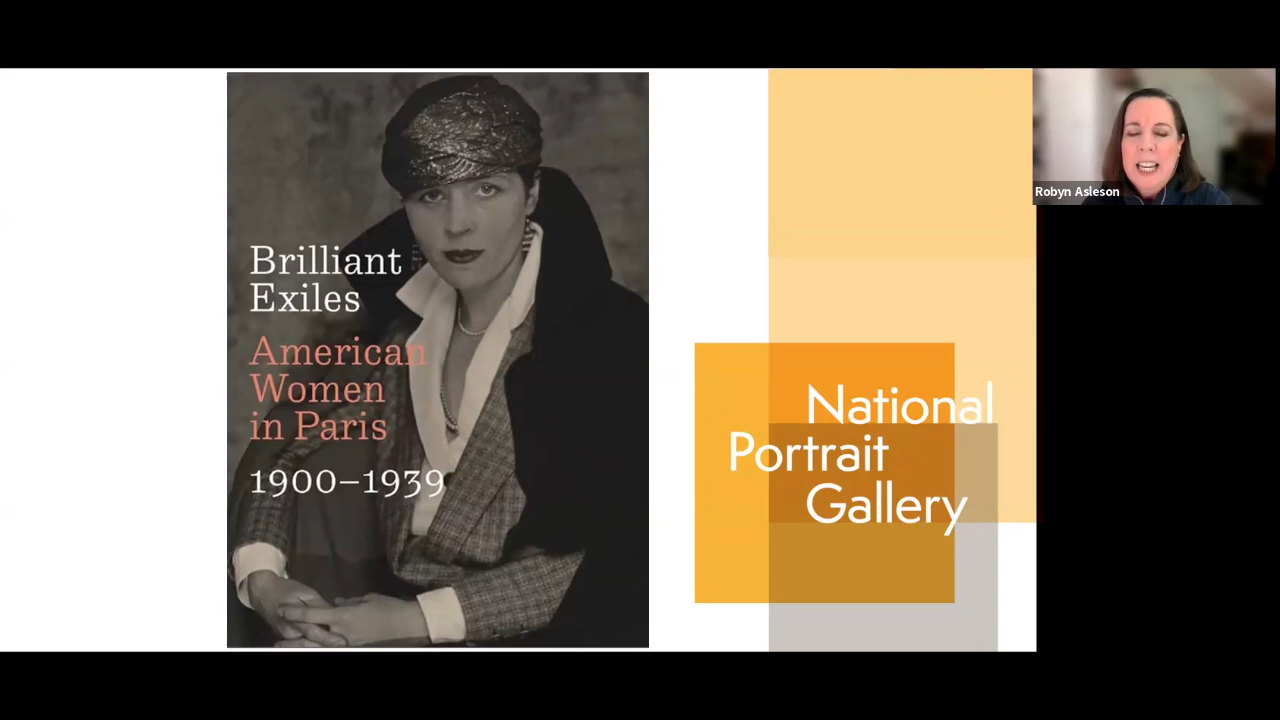 Brilliant
Exiles
American
Women
in Paris
1900–1939
National
Portrait
Gallery
Robyn Asleson